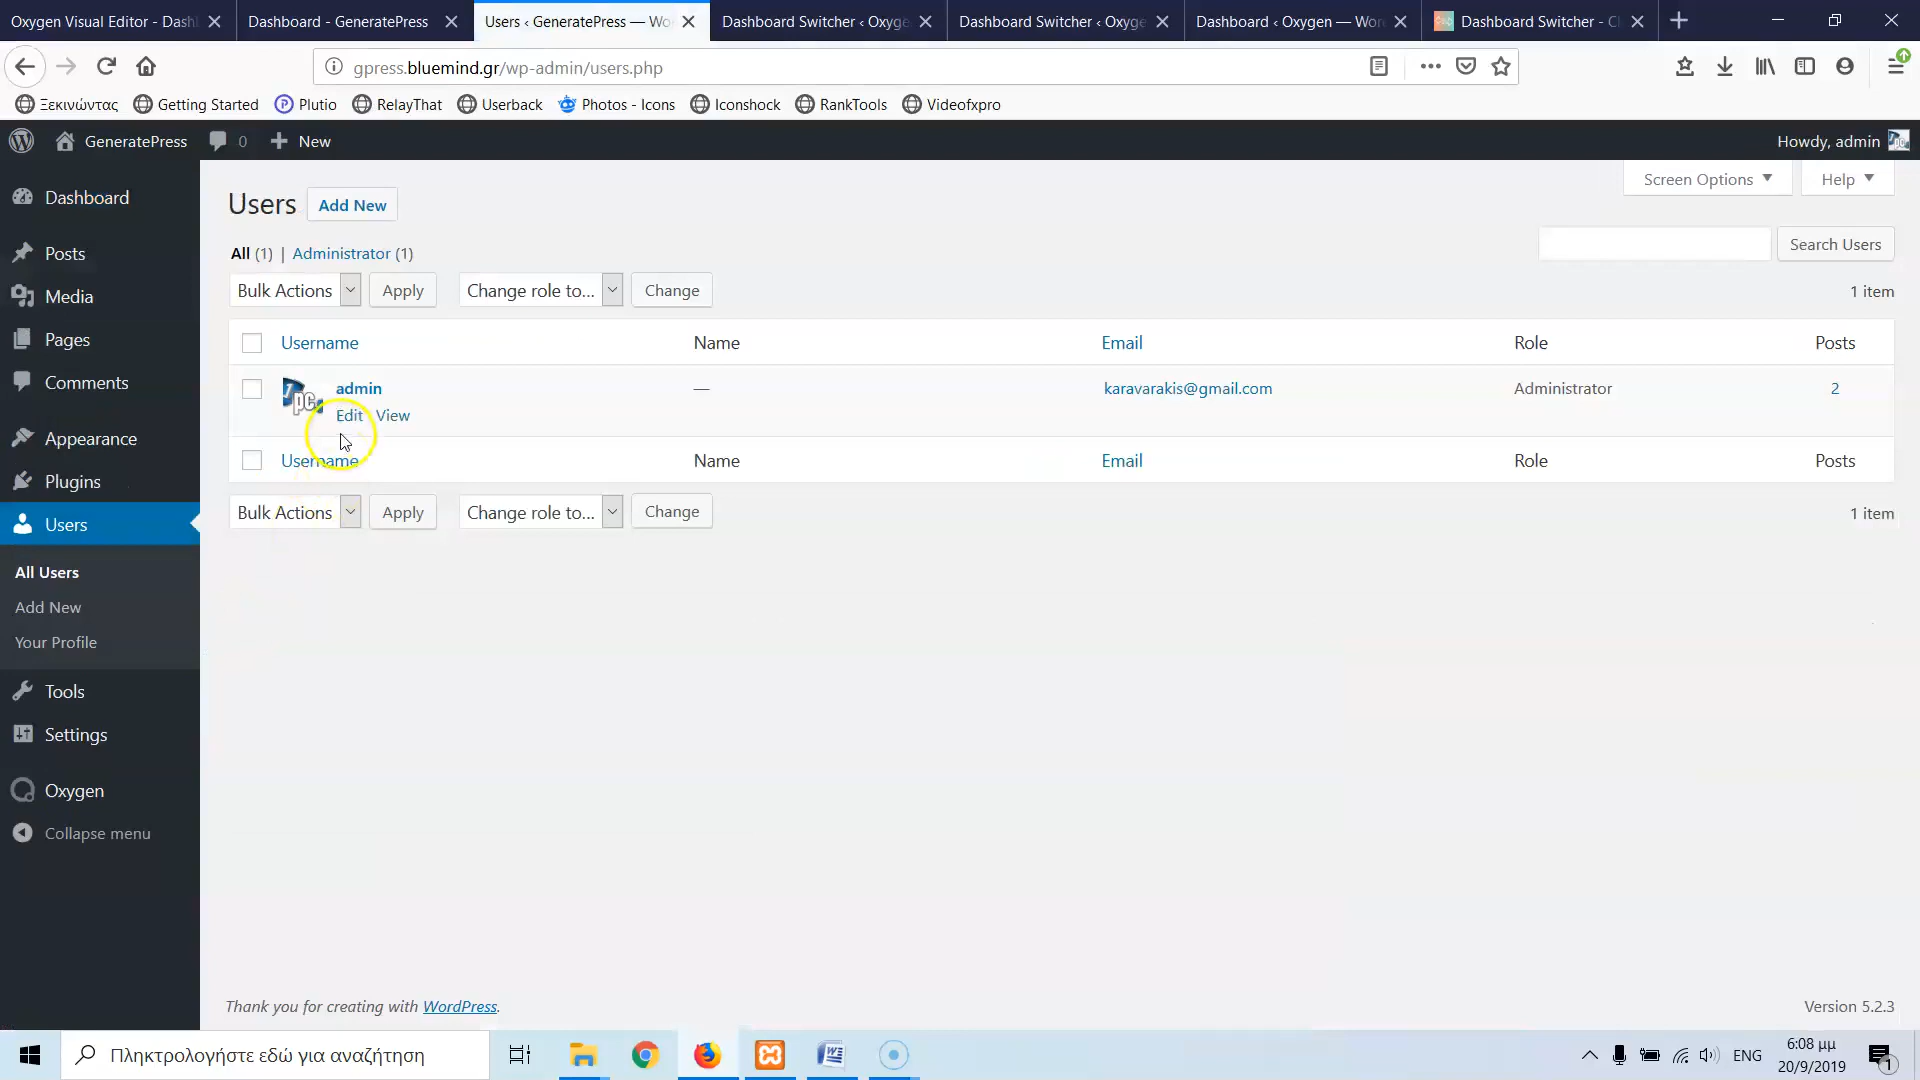 Oxygen Visual Editor - Dash
Dashboard - GeneratePress
Users ‹ GeneratePress — Wo
Dashboard Switcher ‹ Oxyge
Dashboard Switcher ‹ Oxyge
Dashboard ‹ Oxygen — Wor
Dashboard Switcher - C
gpress.bluemind.gr/wp-admin/users.php
Ξεκινώντας
Getting Started
Plutio
RelayThat
Userback
Photos - Icons
Iconshock
RankTools
Videofxpro
GeneratePress
0
New
Howdy, admin
Dashboard
Posts
Media
Pages
Comments
Appearance
Plugins
Users
All Users
Add New
Your Profile
Tools
Settings
Oxygen
Collapse menu
Screen Options
Help
Users
Add New
All (1) | Administrator (1)
Search Users
Bulk Actions
Apply
Change role to...
Change
1 item
Username
Name
Email
Role
Posts
admin
—
karavarakis@gmail.com
Administrator
2
Edit
View
Username
Name
Email
Role
Posts
Bulk Actions
Apply
Change role to...
Change
1 item
Thank you for creating with WordPress.
Version 5.2.3
Πληκτρολογήστε εδώ για αναζήτηση
ENG
6:08 μμ
20/9/2019
1